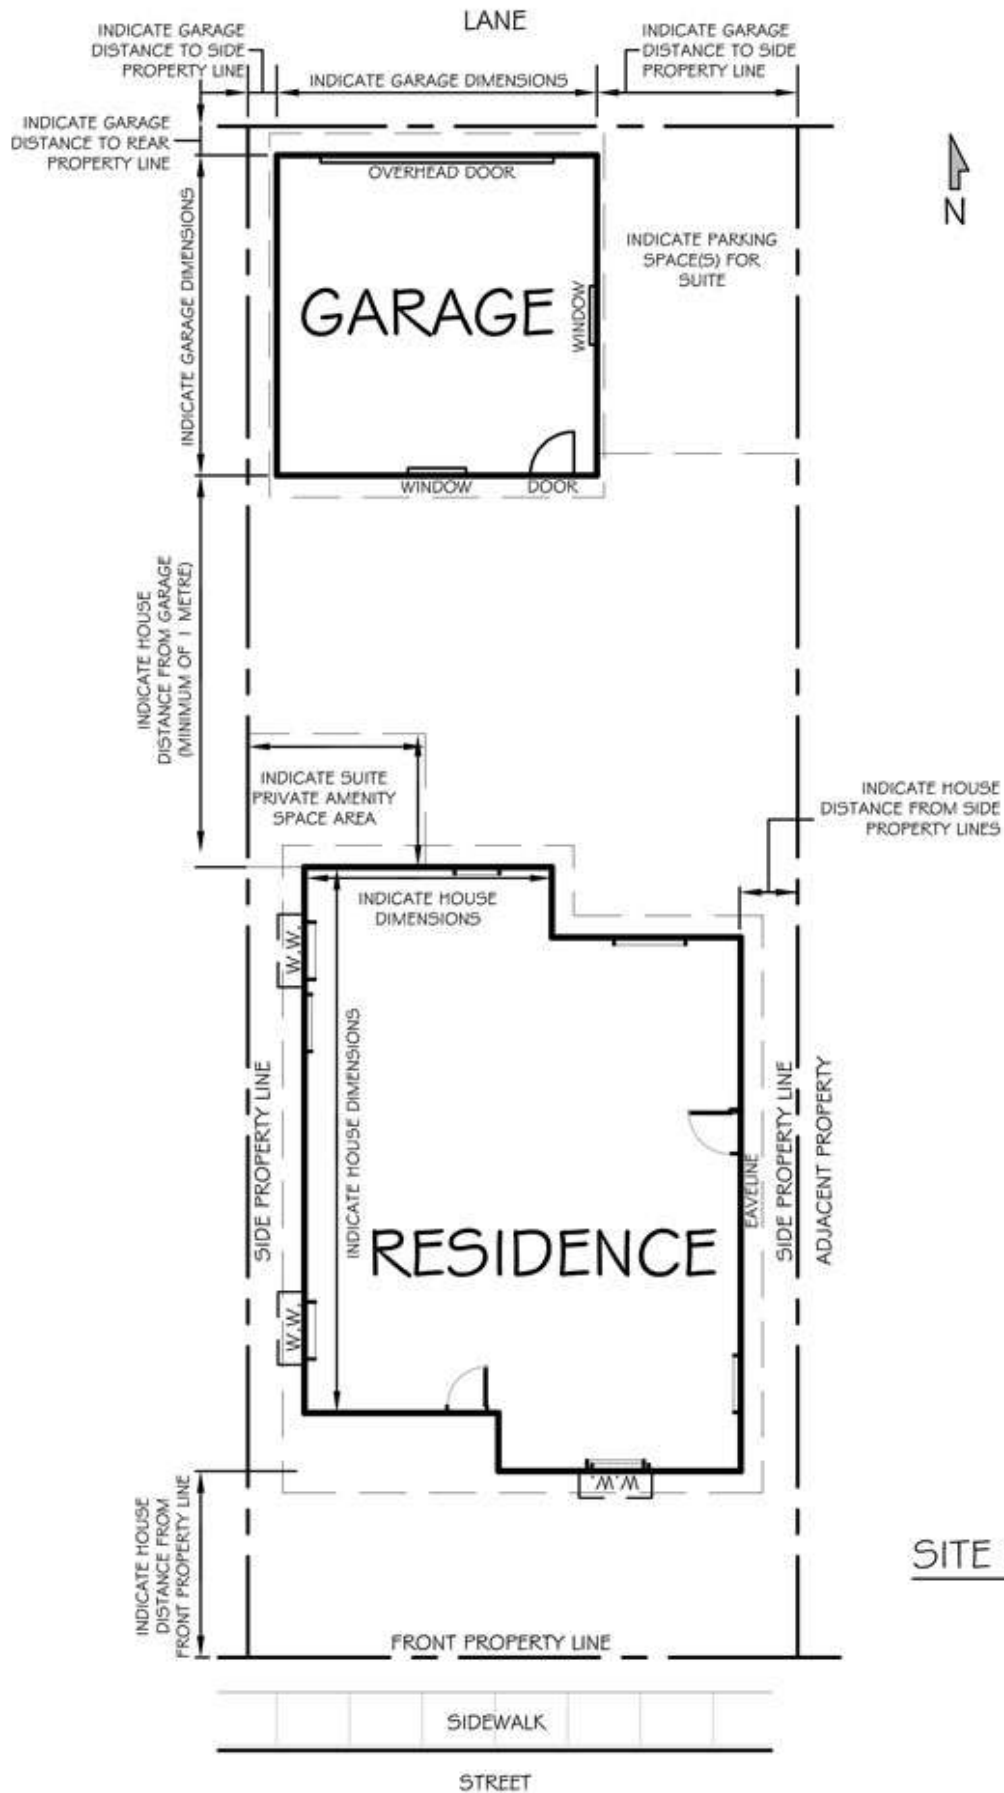 LANE
INDICATE GARAGE
DISTANCE TO SIDE
PROPERTY LINE
INDICATE GARAGE DIMENSIONS
INDICATE GARAGE
DISTANCE TO SIDE
PROPERTY LINE
INDICATE GARAGE
DISTANCE TO REAR
PROPERTY LINE
OVERHEAD DOOR
N
INDICATE GARAGE DIMENSIONS
INDICATE PARKING
SPACE(S) FOR
SUITE
GARAGE
WINDOW
WINDOW
DOOR
INDICATE HOUSE
DISTANCE FROM GARAGE
(MINIMUM OF 1 METRE)
INDICATE SUITE
PRIVATE AMENITY
SPACE AREA
INDICATE HOUSE
DISTANCE FROM SIDE
PROPERTY LINES
INDICATE HOUSE
DIMENSIONS
W.W.
INDICATE HOUSE DIMENSIONS
SIDE PROPERTY LINE
EAVELINE
SIDE PROPERTY LINE
ADJACENT PROPERTY
RESIDENCE
W.W.
W.W.
INDICATE HOUSE
DISTANCE FROM
FRONT PROPERTY LINE
SITE
FRONT PROPERTY LINE
SIDEWALK
STREET